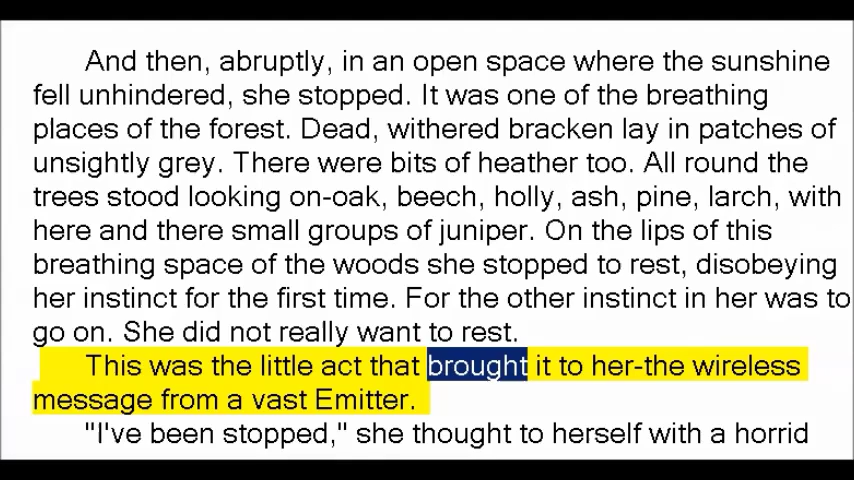 And then, abruptly, in an open space where the sunshine
fell unhindered, she stopped. It was one of the breathing
places of the forest. Dead, withered bracken lay in patches of
unsightly grey. There were bits of heather too. All round the
trees stood looking on-oak, beech, holly, ash, pine, larch, with
here and there small groups of juniper. On the lips of this
breathing space of the woods she stopped to rest, disobeying
her instinct for the first time. For the other instinct in her was to
go on. She did not really want to rest.
This was the little act that brought it to her-the wireless
message from a vast Emitter.
"I've been stopped," she thought to herself with a horrid